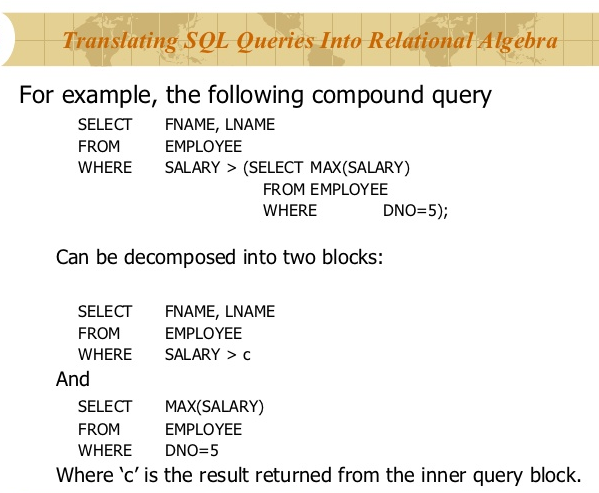 Translating SQL Queries Into Relational Algebra
For example, the following compound query
SELECT FNAME, LNAME
FROM EMPLOYEE
WHERE SALARY > (SELECT MAX(SALARY)
FROM EMPLOYEE
WHERE DNO=5);
Can be decomposed into two blocks:
SELECT FNAME, LNAME
FROM EMPLOYEE
WHERE SALARY > c
And
SELECT MAX(SALARY)
FROM EMPLOYEE
WHERE DNO=5
Where ‘c’ is the result returned from the inner query block.